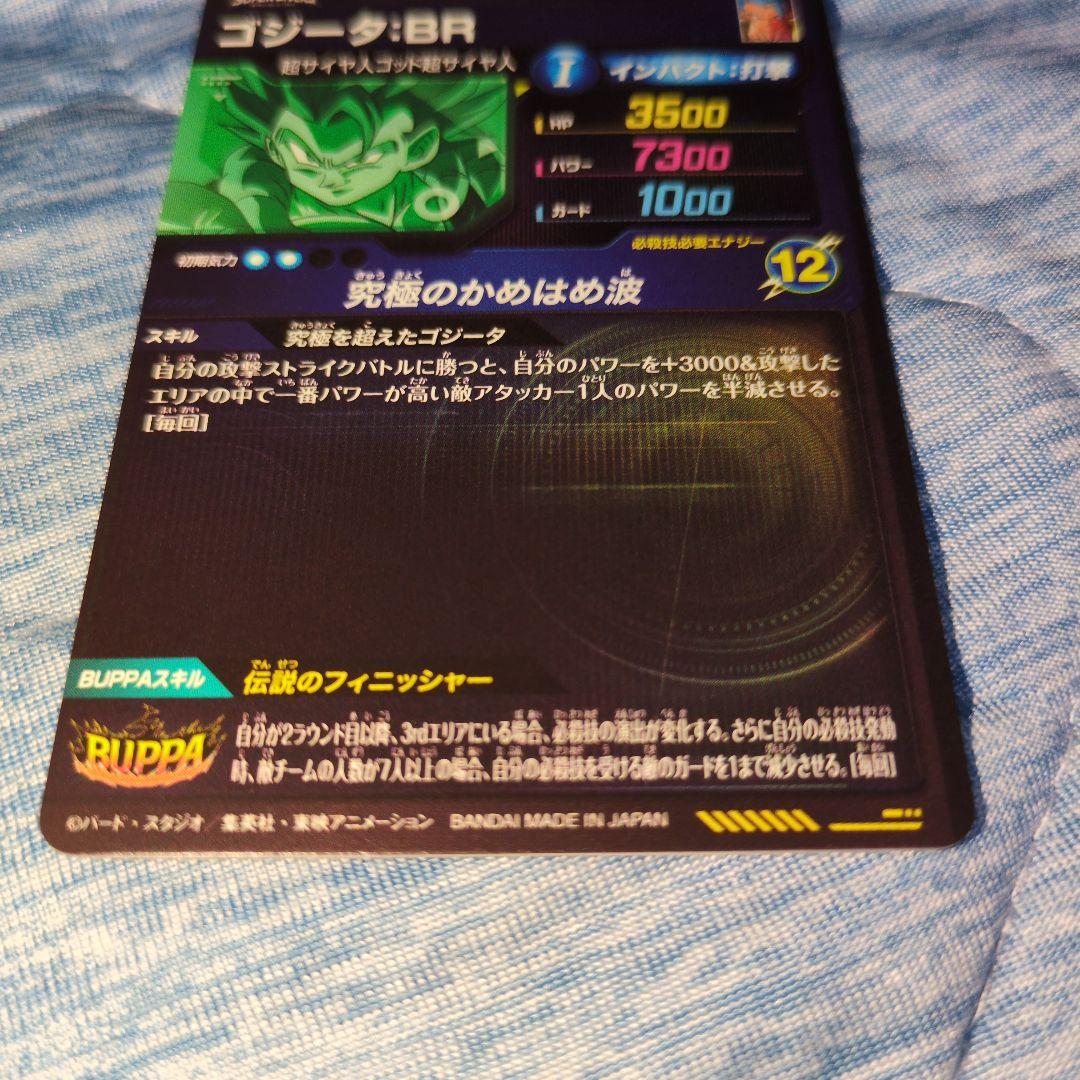 ゴジータ:BR
超サイヤ人ゴッド超サイヤ人
I インパクト:打撃
HP 3500
パワー 7300
ガード 1000
初期気力
必殺技必要エナジー
12
究極のかめはめ波
スキル 究極を超えたゴジータ
自分の攻撃ストライクバトルに勝つと、自分のパワーを+3000&攻撃した
エリアの中で一番パワーが高い敵アタッカー1人のパワーを半減させる。
[毎回]
BUPPAスキル 伝説のフィニッシャー
BUPPA
自分が2ラウンド目以降、3rdエリアにいる場合、必殺技の演出が変化する。さらに自分の必殺技発動
時、敵チームの人数が7人以上の場合、自分の必殺技を受ける敵のガードを1まで減少させる。[毎回]
©バード・スタジオ／集英社・東映アニメーション BANDAI MADE IN JAPAN